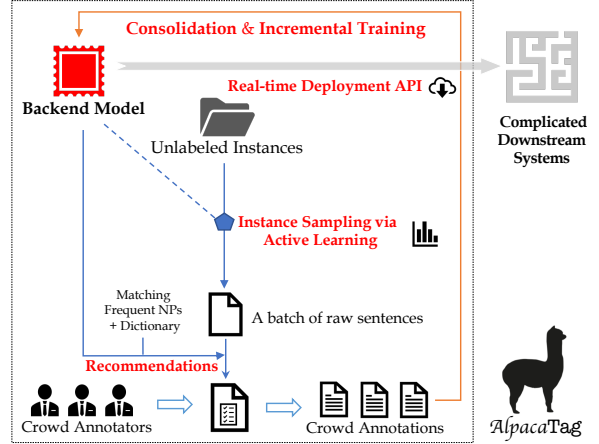 Consolidation & Incremental Training
Backend Model
Real-time Deployment API
Unlabeled Instances
Complicated
Downstream
Systems
Instance Sampling via
Active Learning
Matching
Frequent NPs
+ Dictionary
A batch of raw sentences
Recommendations
Crowd Annotators
Crowd Annotations
AlpacaTag